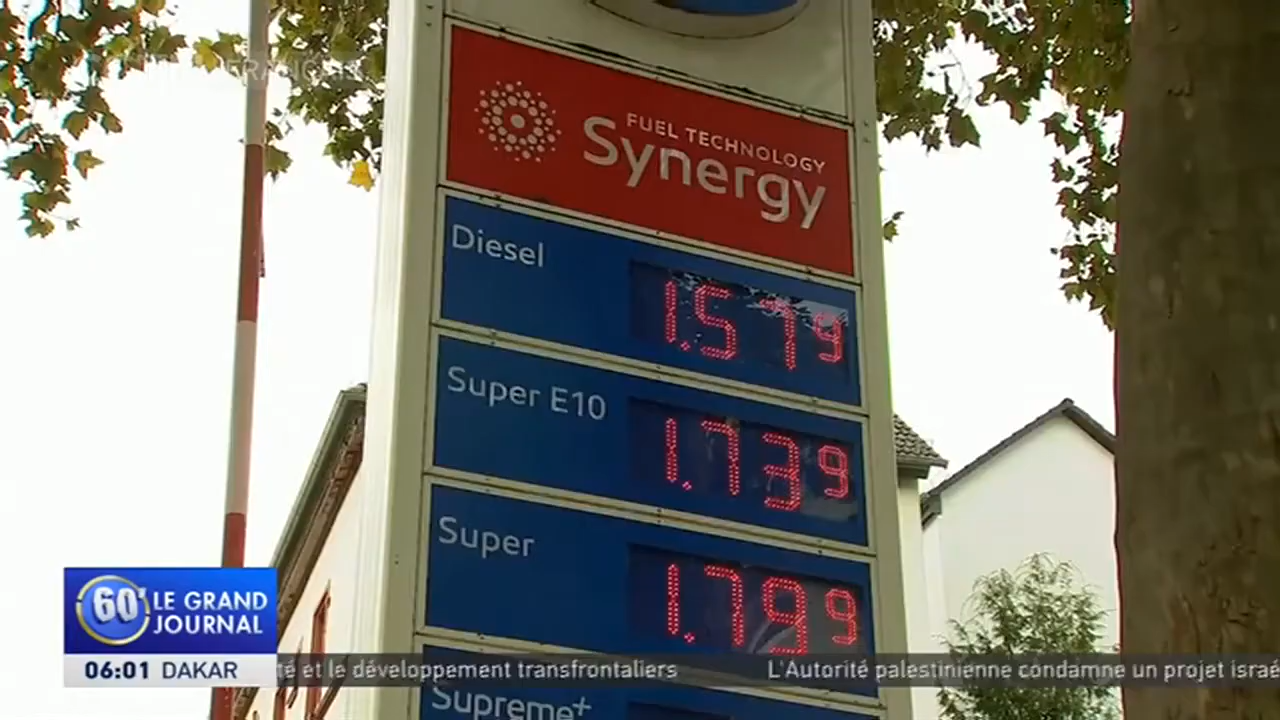 FUEL TECHNOLOGY
Synergy
Diesel
1.579
Super E10
1.739
Super
1.799
Supreme+
60' LE GRAND
JOURNAL
06:01 DAKAR
té et le développement transfrontaliers L'Autorité palestinienne condamne un projet israé